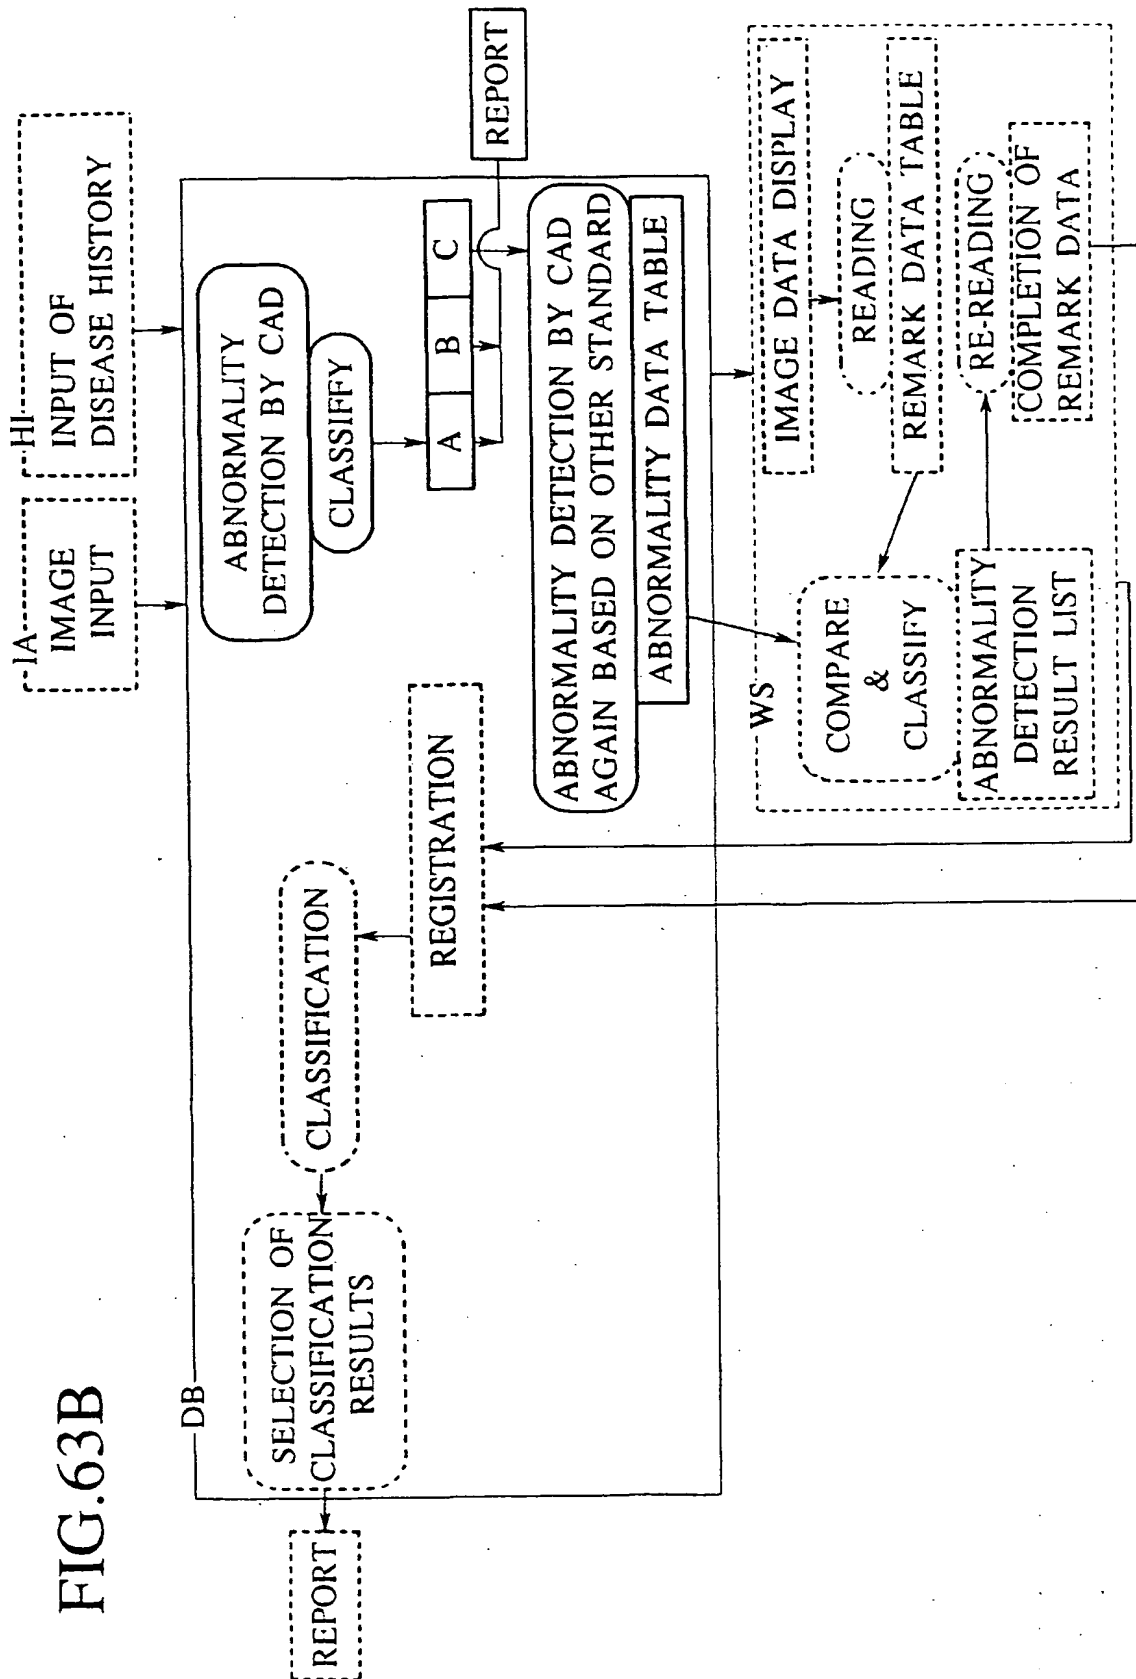 FIG.63B
IA
IMAGE
INPUT
HI
INPUT OF
DISEASE HISTORY
DB
ABNORMALITY
DETECTION BY CAD
CLASSIFFY
A B C
REPORT
ABNORMALITY DETECTION BY CAD
AGAIN BASED ON OTHER STANDARD
ABNORMALITY DATA TABLE
REGISTRATION
CLASSIFICATION
SELECTION OF
CLASSIFICATION
RESULTS
REPORT
WS
IMAGE DATA DISPLAY
READING
REMARK DATA TABLE
COMPARE
&
CLASSIFY
ABNORMALITY
DETECTION
RESULT LIST
RE-READING
COMPLETION OF
REMARK DATA